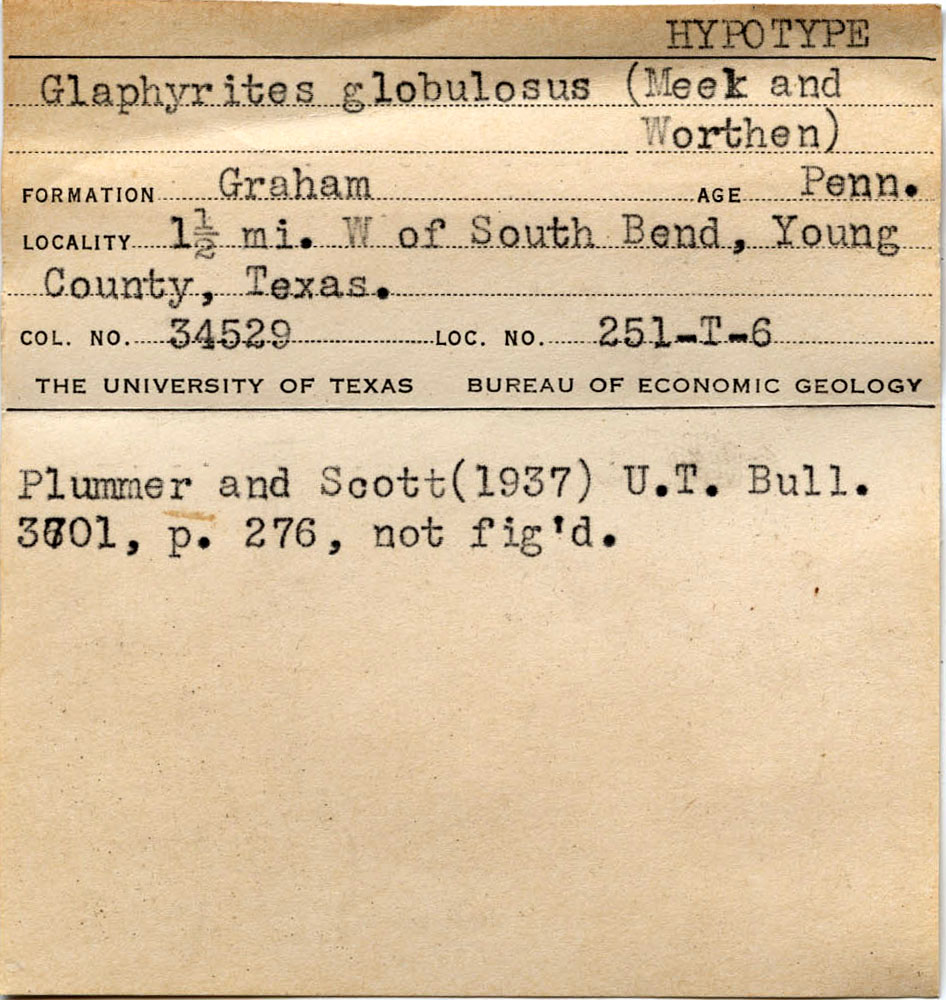 HYPOTYPE
Glaphyrites globulosus (Meek and
Worthen)
FORMATION Graham AGE Penn.
LOCALITY 1½ mi. W of South Bend, Young
County, Texas.
COL. NO. 34529 LOC. NO. 251-T-6
THE UNIVERSITY OF TEXAS BUREAU OF ECONOMIC GEOLOGY
Plummer and Scott(1937) U.T. Bull.
3701, p. 276, not fig'd.